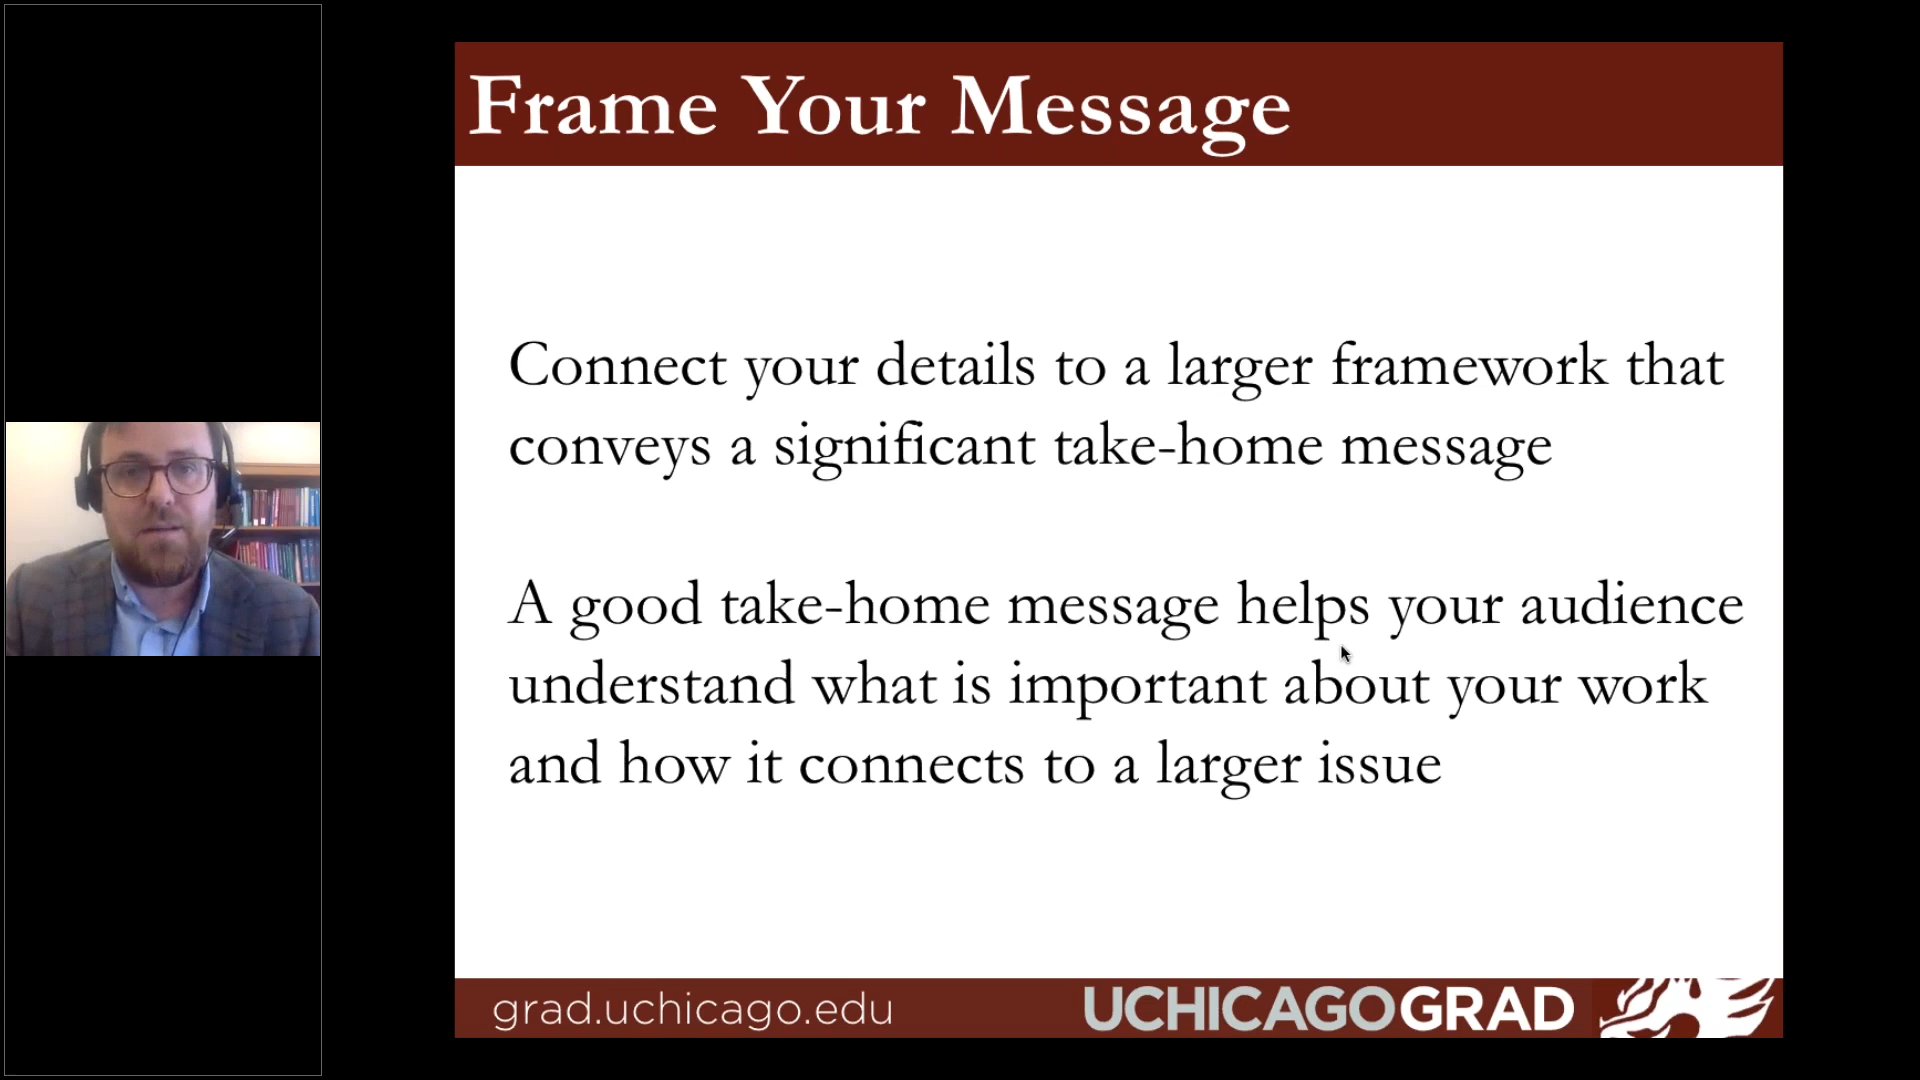 Frame Your Message
Connect your details to a larger framework that
conveys a significant take-home message
A good take-home message helps your audience
understand what is important about your work
and how it connects to a larger issue
grad.uchicago.edu
UCHICAGOGRAD